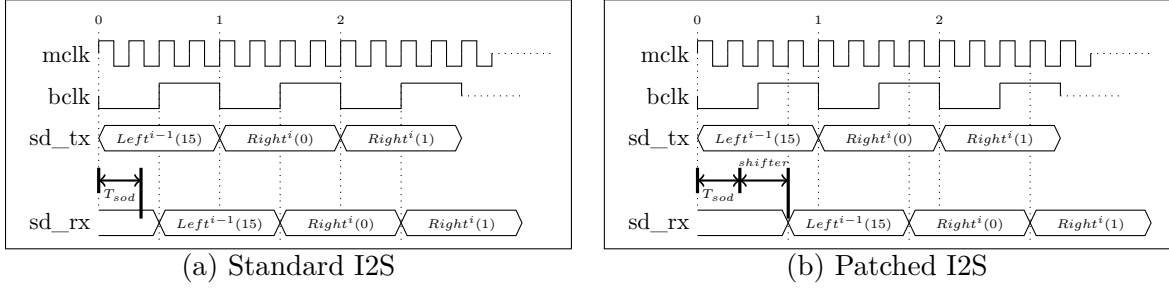 0 1 2
mclk
bclk
sd_tx Left^{i−1}(15) Right^{i}(0) Right^{i}(1)
T_{sod}
sd_rx Left^{i−1}(15) Right^{i}(0) Right^{i}(1)
(a) Standard I2S
0 1 2
mclk
bclk
sd_tx Left^{i−1}(15) Right^{i}(0) Right^{i}(1)
shifter
T_{sod}
sd_rx Left^{i−1}(15) Right^{i}(0) Right^{i}(1)
(b) Patched I2S